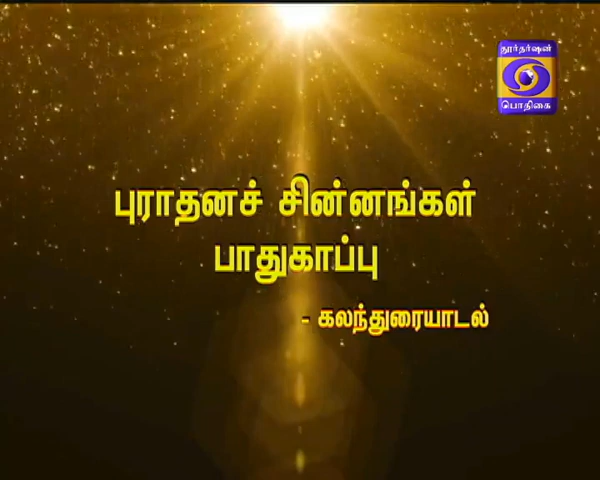 தூர்தர்ஷன்
பொதிகை
புராதனச் சின்னங்கள்
பாதுகாப்பு
- கலந்துரையாடல்